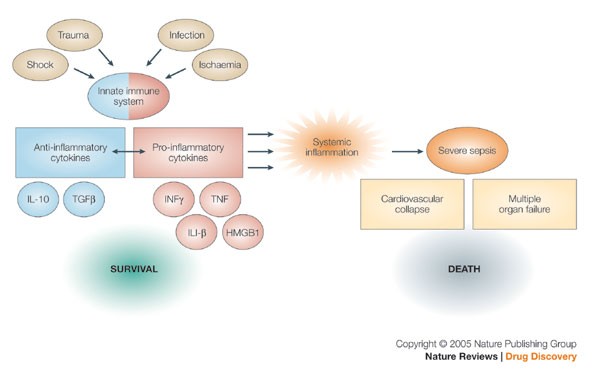 Trauma
Infection
Shock
Ischaemia
Innate immune
system
Anti-inflammatory
cytokines
Pro-inflammatory
cytokines
Systemic
inflammation
Severe sepsis
IL-10
TGFβ
INFγ
TNF
ILI-β
HMGB1
Cardiovascular
collapse
Multiple
organ failure
SURVIVAL
DEATH
Copyright © 2005 Nature Publishing Group
Nature Reviews | Drug Discovery